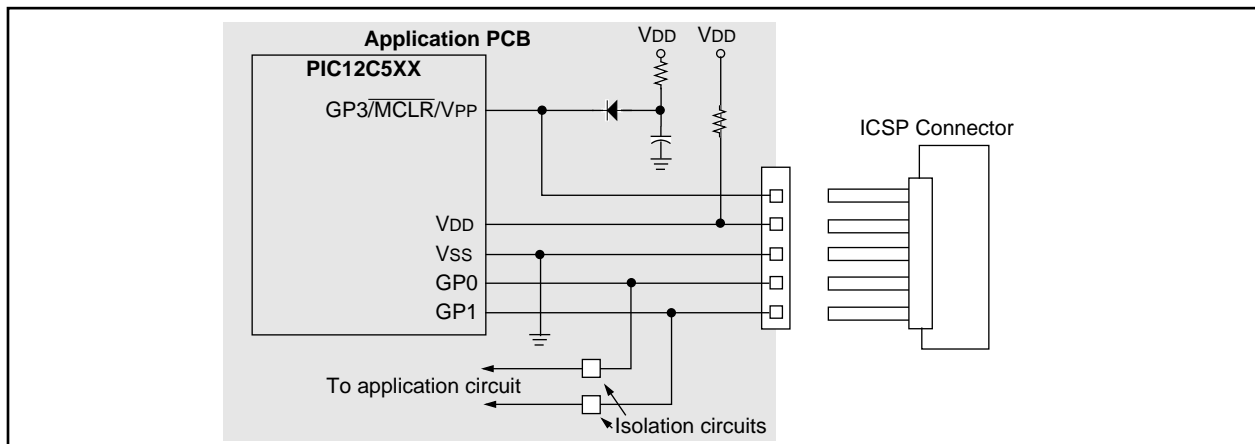 Application PCB
VDD
VDD
PIC12C5XX
GP3/MCLR/VPP
ICSP Connector
VDD
VSS
GP0
GP1
To application circuit
Isolation circuits